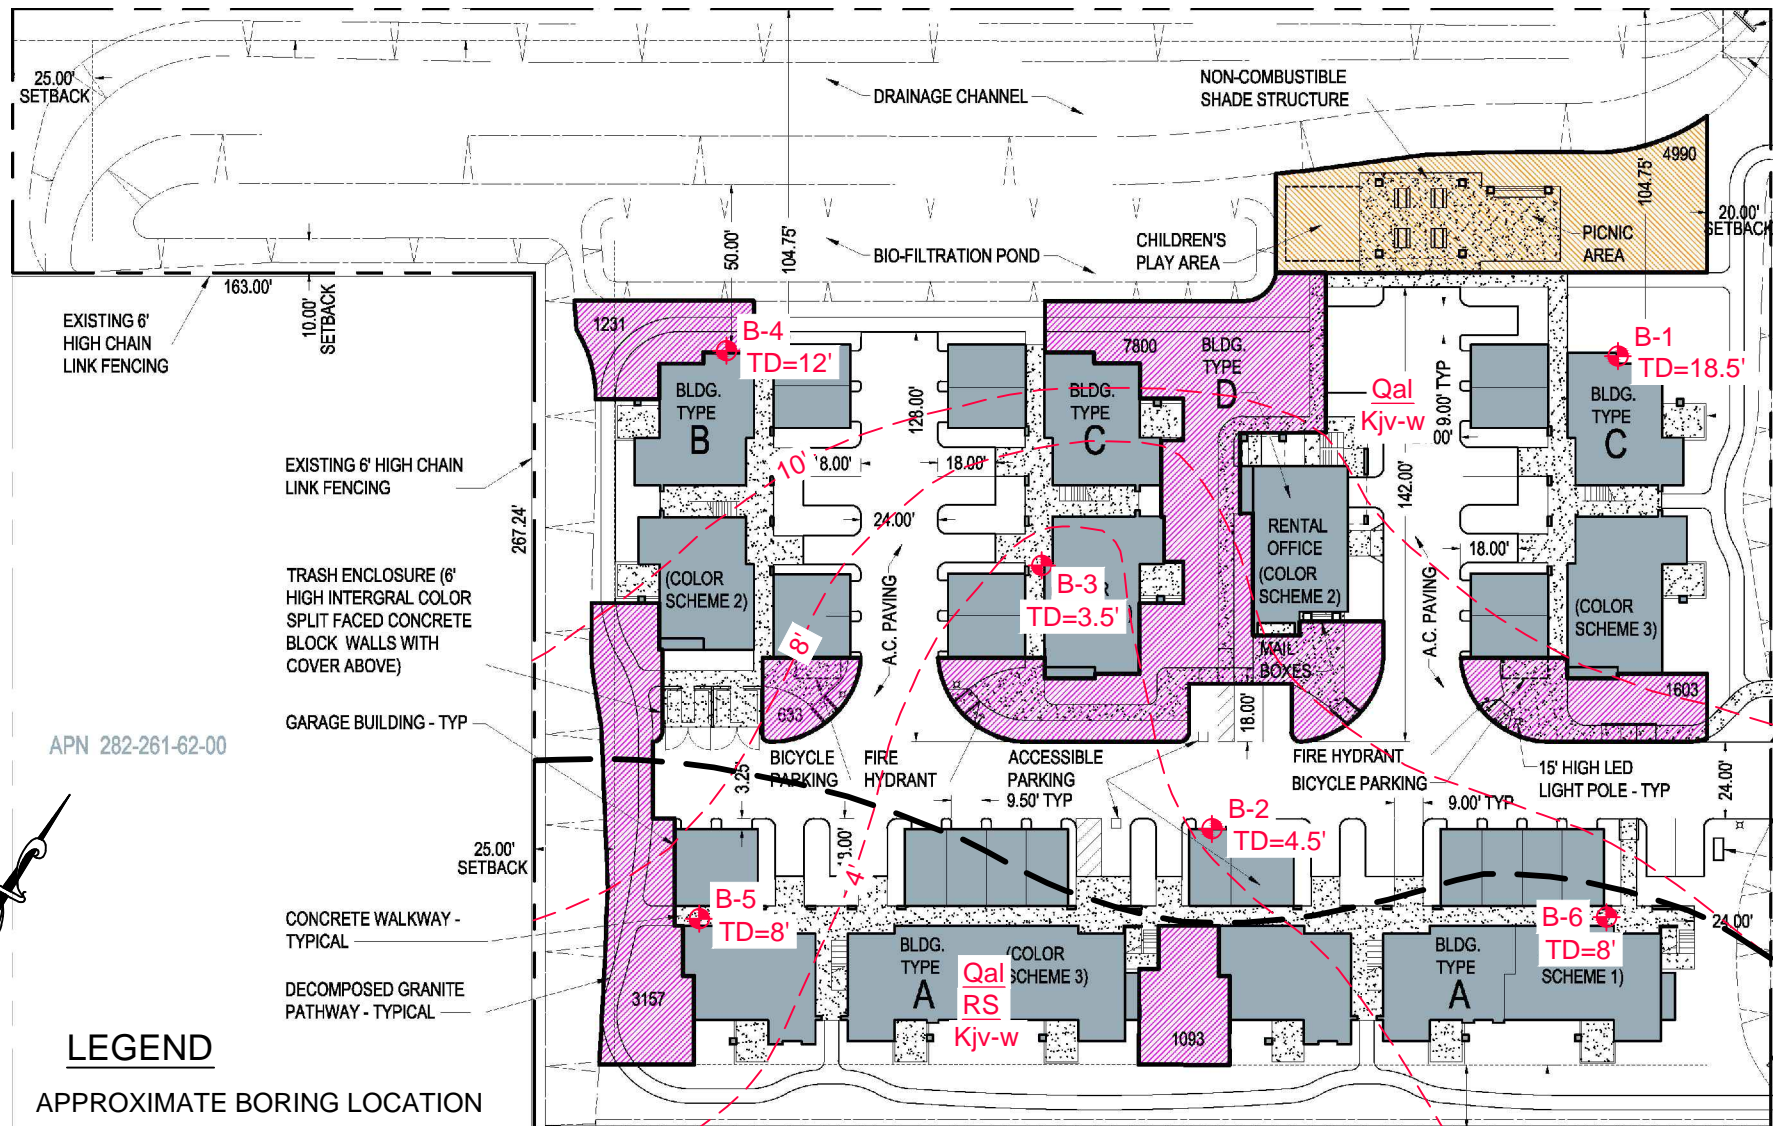 25.00'
SETBACK
DRAINAGE CHANNEL
NON-COMBUSTIBLE
SHADE STRUCTURE
4990
104.75'
20.00'
SETBACK
50.00'
104.75'
BIO-FILTRATION POND
CHILDREN'S
PLAY AREA
PICNIC
AREA
163.00'
10.00'
SETBACK
EXISTING 6'
HIGH CHAIN
LINK FENCING
1231
B-4
TD=12'
7800
BLDG.
TYPE
D
B-1
TD=18.5'
Qal
Kjv-w
9.00' TYP
BLDG.
TYPE
B
128.00'
BLDG.
TYPE
C
BLDG.
TYPE
C
00'
EXISTING 6' HIGH CHAIN
LINK FENCING
10'
8.00'
18.00'
142.00'
267.24'
24.00'
RENTAL
OFFICE
(COLOR
SCHEME 2)
18.00'
TRASH ENCLOSURE (6'
HIGH INTERGRAL COLOR
SPLIT FACED CONCRETE
BLOCK WALLS WITH
COVER ABOVE)
(COLOR
SCHEME 2)
B-3
TD=3.5'
(COLOR
SCHEME 3)
8'
A.C. PAVING
A.C. PAVING
MAIL
BOXES
1603
633
GARAGE BUILDING - TYP
18.00'
APN 282-261-62-00
3.25'
BICYCLE
PARKING
FIRE
HYDRANT
ACCESSIBLE
PARKING
9.50' TYP
FIRE HYDRANT
BICYCLE PARKING
9.00' TYP
15' HIGH LED
LIGHT POLE - TYP
24.00'
B-2
TD=4.5'
25.00'
SETBACK
4'
B-5
TD=8'
B-6
TD=8'
24.00'
CONCRETE WALKWAY -
TYPICAL
BLDG.
TYPE
A
(COLOR
SCHEME 3)
BLDG.
TYPE
A
SCHEME 1)
Qal
RS
Kjv-w
DECOMPOSED GRANITE
PATHWAY - TYPICAL
3157
1093
LEGEND
APPROXIMATE BORING LOCATION